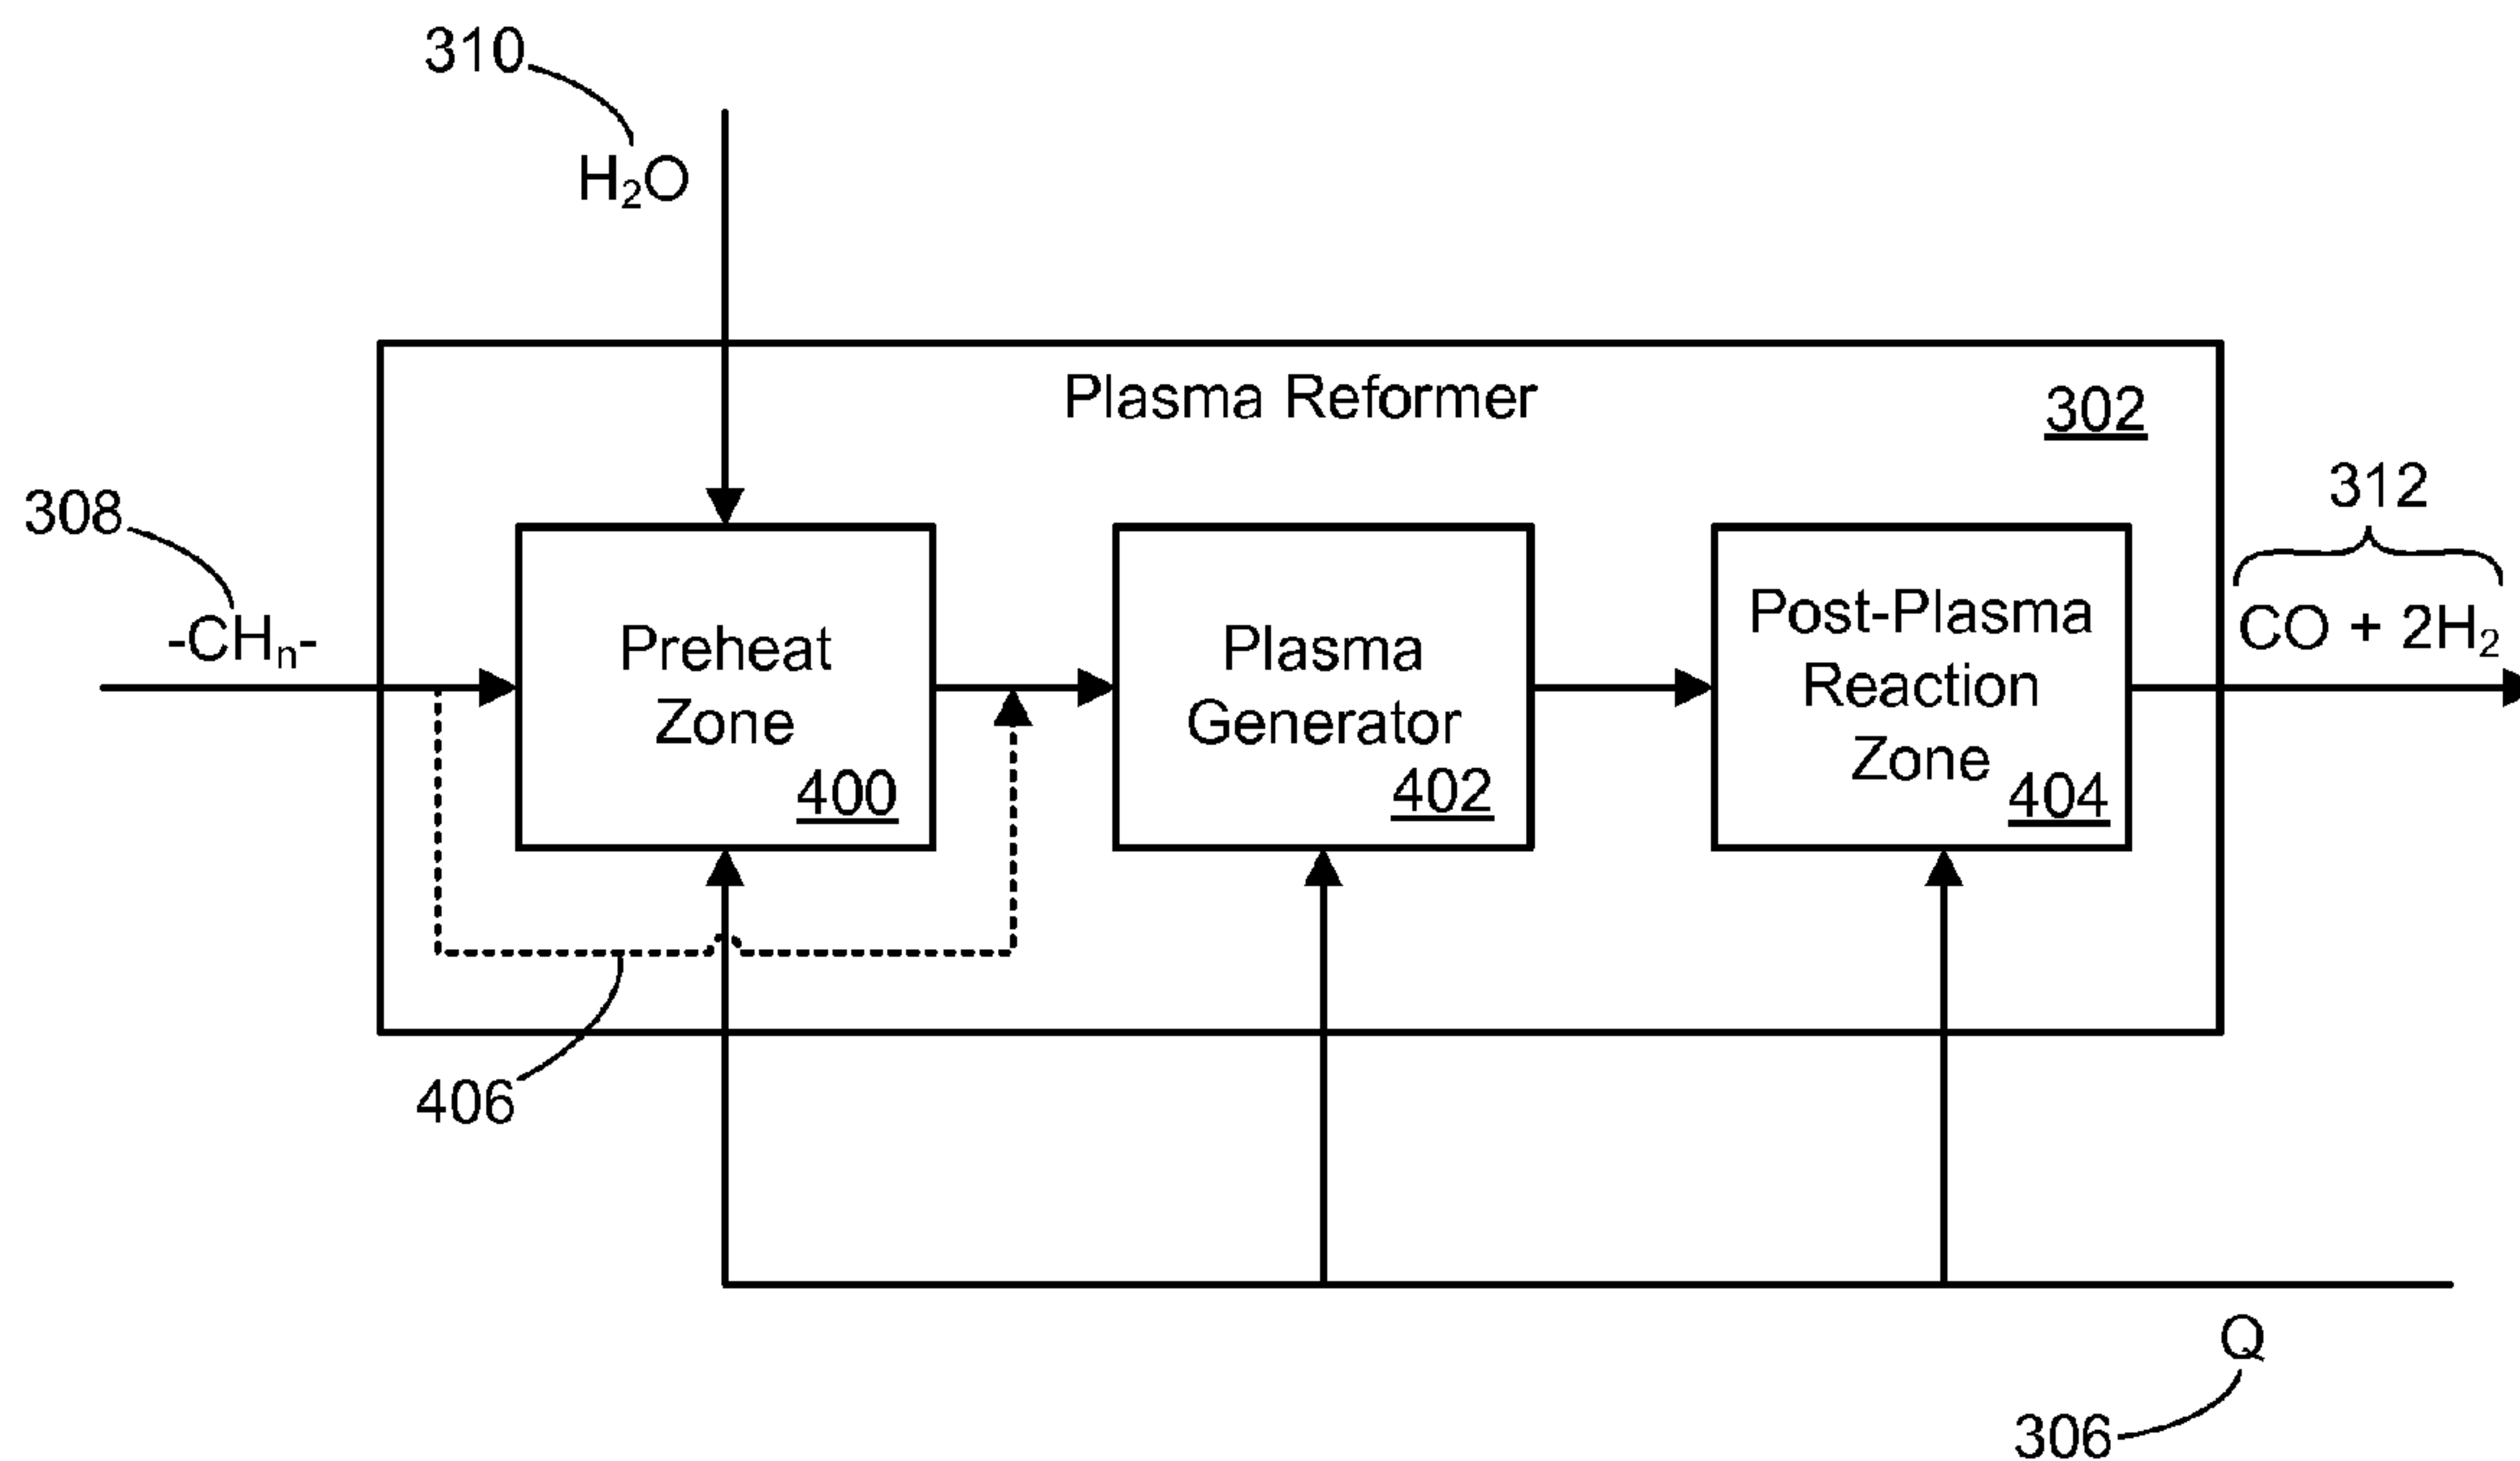 310
H₂O
Plasma Reformer
302
308
-CHₙ-
312
CO + 2H₂
Preheat
Zone
400
Plasma
Generator
402
Post-Plasma
Reaction
Zone
404
406
Q
306